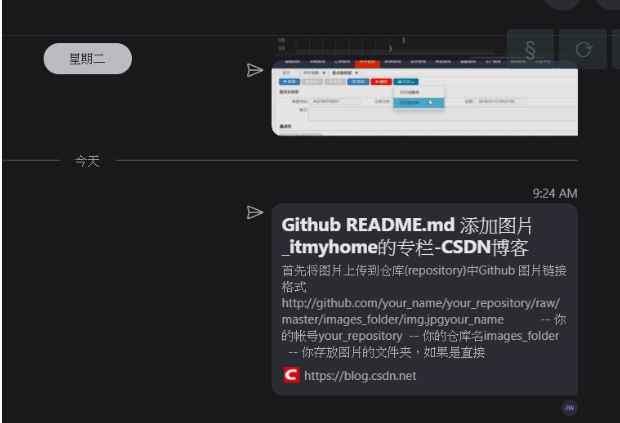 星期二
今天
9:24 AM
Github README.md 添加图片
_itmyhome的专栏-CSDN博客
首先将图片上传到仓库(repository)中Github 图片链接
格式
http://github.com/your_name/your_repository/raw/
master/images_folder/img.jpgyour_name -- 你
的帐号your_repository -- 你的仓库名images_folder
-- 你存放图片的文件夹，如果是直接
C https://blog.csdn.net
JW